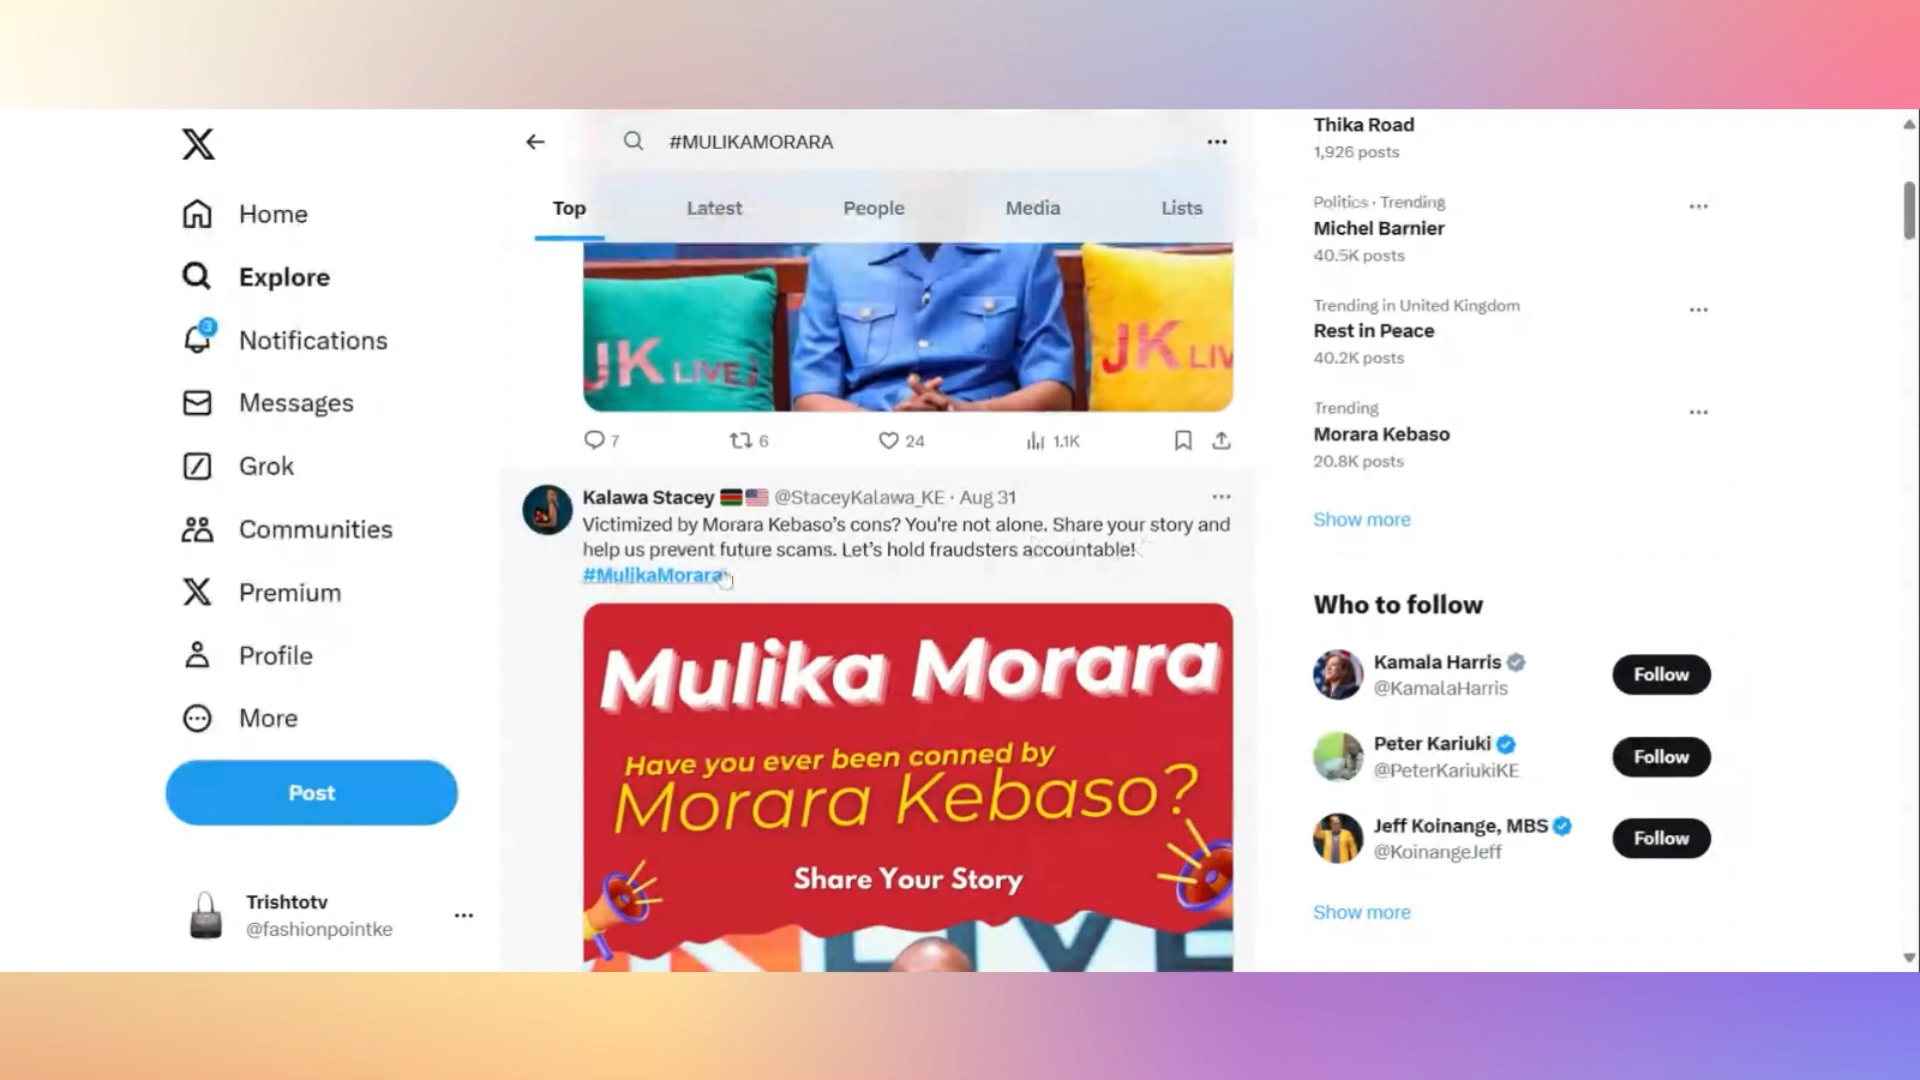 #MULIKAMORARA
Top
Latest
People
Media
Lists
Home
Explore
3
Notifications
Messages
Grok
Communities
Premium
Profile
More
Post
Trishtotv
@fashionpointke
JK LIVE
JK LIV
7
6
24
1.1K
Kalawa Stacey @StaceyKalawa_KE · Aug 31
Victimized by Morara Kebaso's cons? You're not alone. Share your story and
help us prevent future scams. Let's hold fraudsters accountable!
#MulikaMorara
Mulika Morara
Have you ever been conned by
Morara Kebaso?
Share Your Story
LIVE
Thika Road
1,926 posts
Politics · Trending
Michel Barnier
40.5K posts
Trending in United Kingdom
Rest in Peace
40.2K posts
Trending
Morara Kebaso
20.8K posts
Show more
Who to follow
Kamala Harris
@KamalaHarris
Follow
Peter Kariuki
@PeterKariukiKE
Follow
Jeff Koinange, MBS
@KoinangeJeff
Follow
Show more